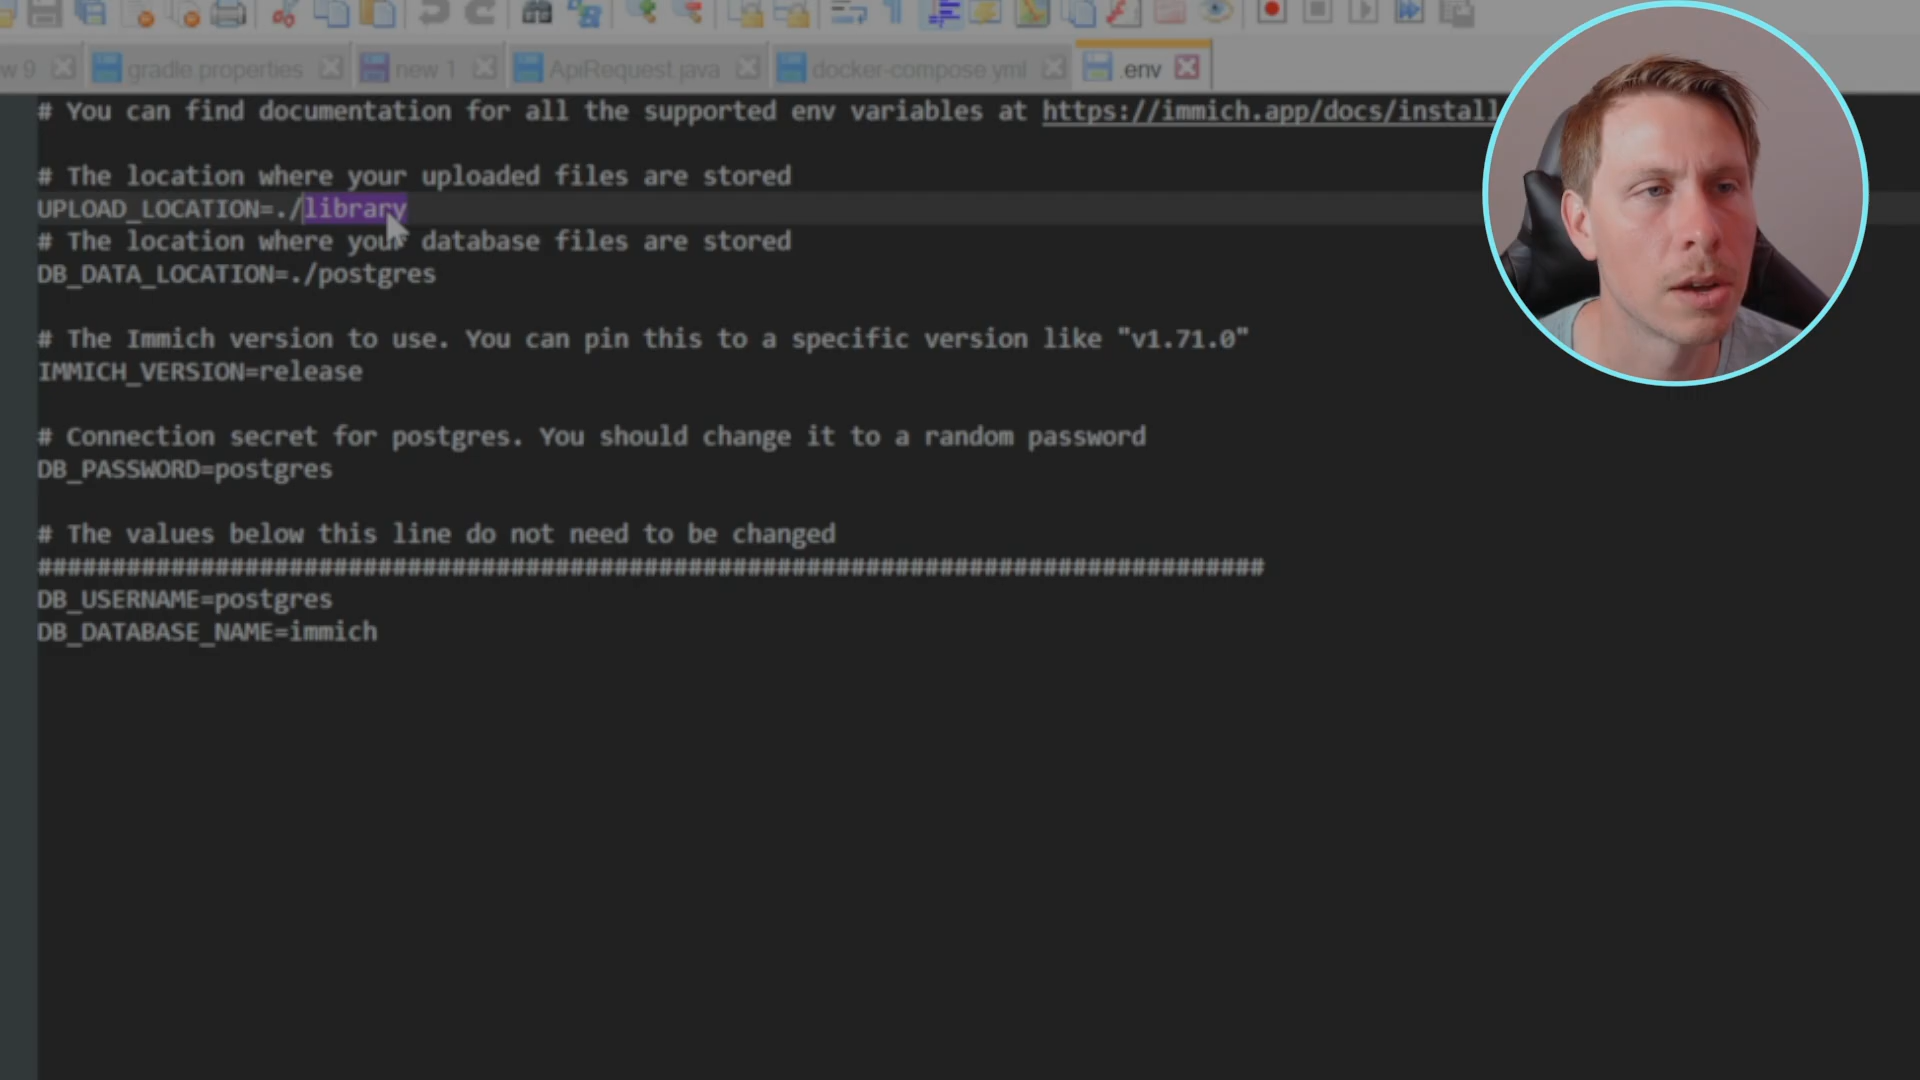 w 9 gradle.properties new 1 ApiRequest.java docker-compose.yml .env
# You can find documentation for all the supported env variables at https://immich.app/docs/install
# The location where your uploaded files are stored
UPLOAD_LOCATION=./library
# The location where your database files are stored
DB_DATA_LOCATION=./postgres
# The Immich version to use. You can pin this to a specific version like "v1.71.0"
IMMICH_VERSION=release
# Connection secret for postgres. You should change it to a random password
DB_PASSWORD=postgres
# The values below this line do not need to be changed
###################################################################################
DB_USERNAME=postgres
DB_DATABASE_NAME=immich